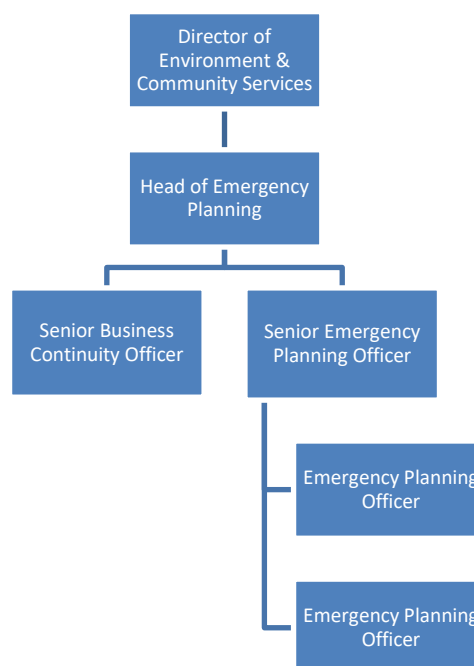 Director of
Environment &
Community Services
Head of Emergency
Planning
Senior Business
Continuity Officer
Senior Emergency
Planning Officer
Emergency Planning
Officer
Emergency Planning
Officer